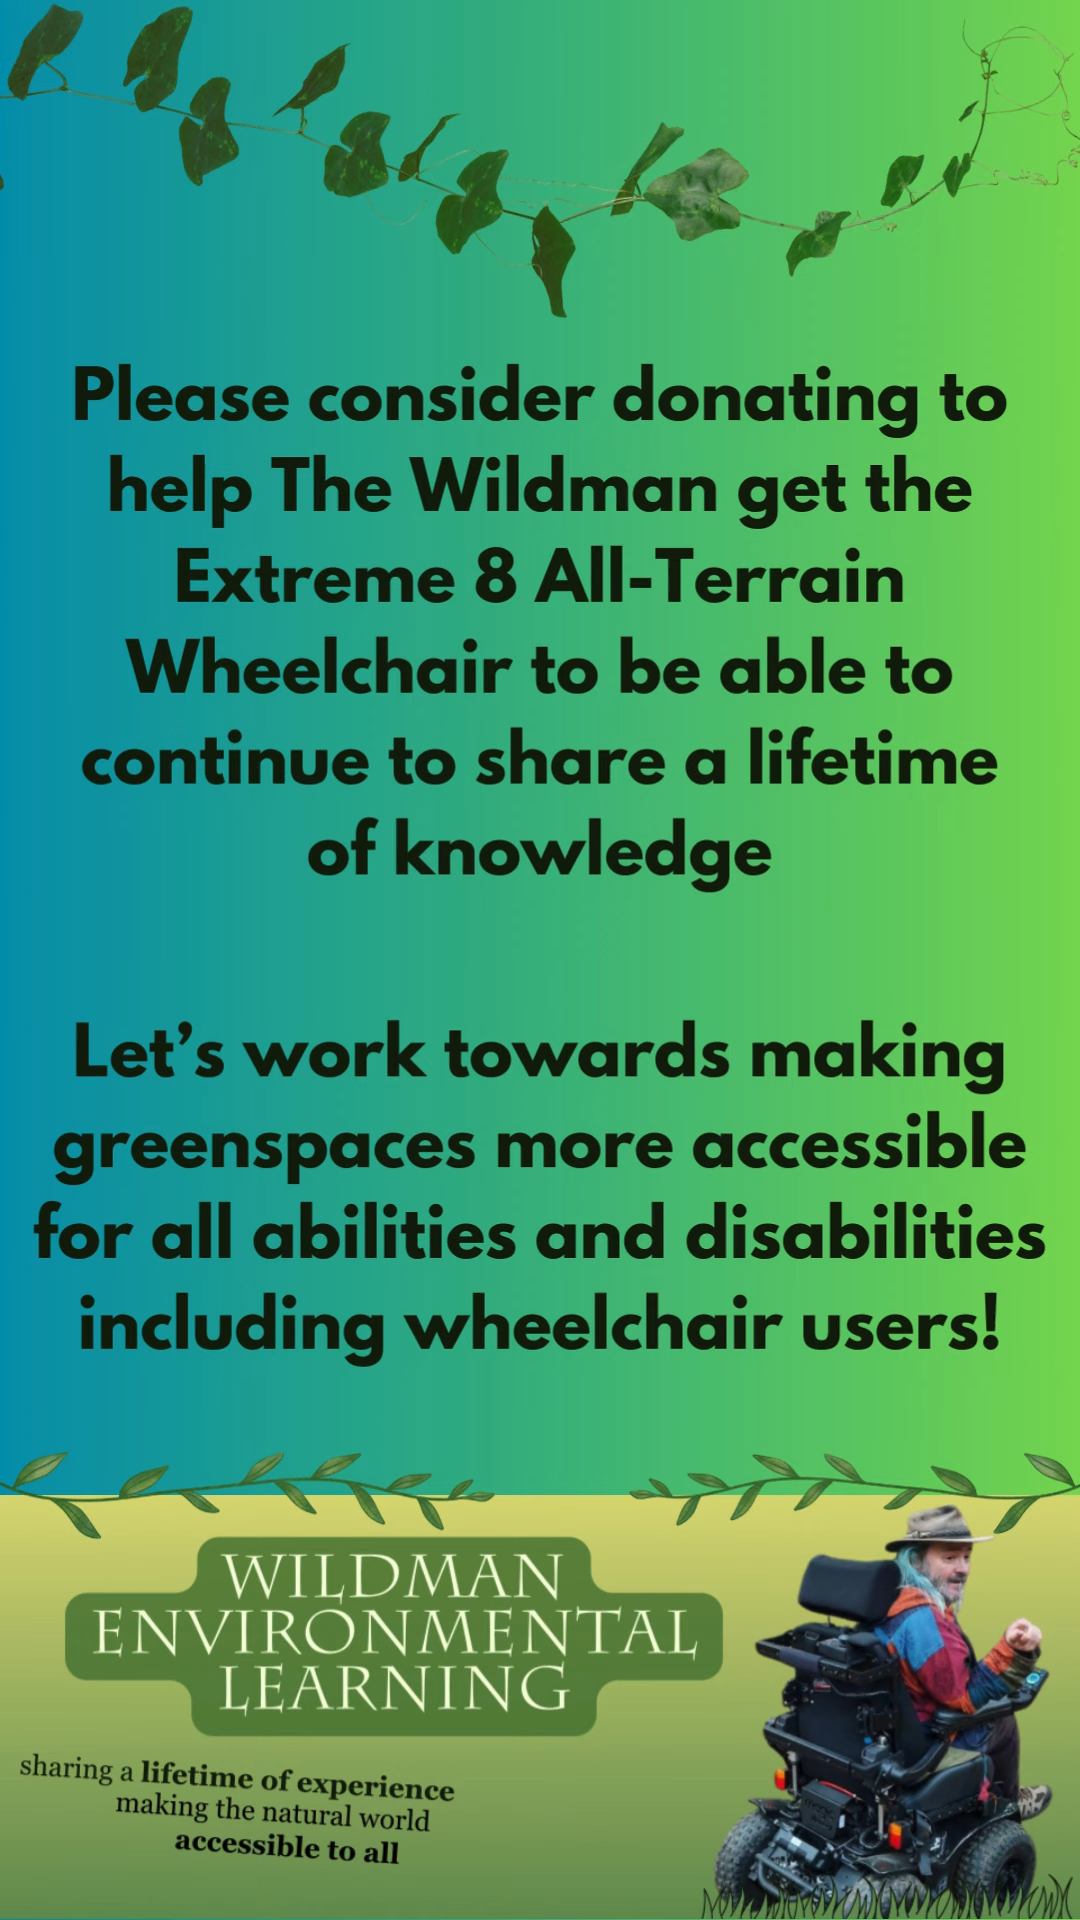 Please consider donating to
help The Wildman get the
Extreme 8 All-Terrain
Wheelchair to be able to
continue to share a lifetime
of knowledge
Let’s work towards making
greenspaces more accessible
for all abilities and disabilities
including wheelchair users!
WILDMAN
ENVIRONMENTAL
LEARNING
sharing a lifetime of experience
making the natural world
accessible to all